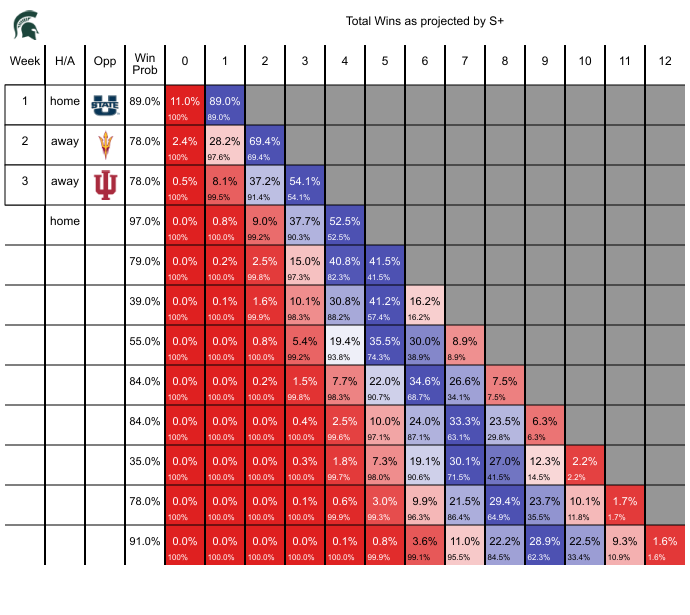 Total Wins as projected by S+
Week H/A Opp Win Prob 0 1 2 3 4 5 6 7 8 9 10 11 12
1 home U STATE 89.0% 11.0% 89.0%
100% 89.0%
2 away 78.0% 2.4% 28.2% 69.4%
100% 97.6% 69.4%
3 away IU 78.0% 0.5% 8.1% 37.2% 54.1%
100% 99.5% 91.4% 54.1%
home 97.0% 0.0% 0.8% 9.0% 37.7% 52.5%
100% 100.0% 99.2% 90.3% 52.5%
79.0% 0.0% 0.2% 2.5% 15.0% 40.8% 41.5%
100% 100.0% 99.8% 97.3% 82.3% 41.5%
39.0% 0.0% 0.1% 1.6% 10.1% 30.8% 41.2% 16.2%
100% 100.0% 99.9% 98.3% 88.2% 57.4% 16.2%
55.0% 0.0% 0.0% 0.8% 5.4% 19.4% 35.5% 30.0% 8.9%
100% 100.0% 100.0% 99.2% 93.8% 74.3% 38.9% 8.9%
84.0% 0.0% 0.0% 0.2% 1.5% 7.7% 22.0% 34.6% 26.6% 7.5%
100% 100.0% 100.0% 99.8% 98.3% 90.7% 68.7% 34.1% 7.5%
84.0% 0.0% 0.0% 0.0% 0.4% 2.5% 10.0% 24.0% 33.3% 23.5% 6.3%
100% 100.0% 100.0% 100.0% 99.6% 97.1% 87.1% 63.1% 29.8% 6.3%
35.0% 0.0% 0.0% 0.0% 0.3% 1.8% 7.3% 19.1% 30.1% 27.0% 12.3% 2.2%
100% 100.0% 100.0% 100.0% 99.7% 98.0% 90.6% 71.5% 41.5% 14.5% 2.2%
78.0% 0.0% 0.0% 0.0% 0.1% 0.6% 3.0% 9.9% 21.5% 29.4% 23.7% 10.1% 1.7%
100% 100.0% 100.0% 100.0% 99.9% 99.3% 96.3% 86.4% 64.9% 35.5% 11.8% 1.7%
91.0% 0.0% 0.0% 0.0% 0.0% 0.1% 0.8% 3.6% 11.0% 22.2% 28.9% 22.5% 9.3% 1.6%
100% 100.0% 100.0% 100.0% 100.0% 99.9% 99.1% 95.5% 84.5% 62.3% 33.4% 10.9% 1.6%